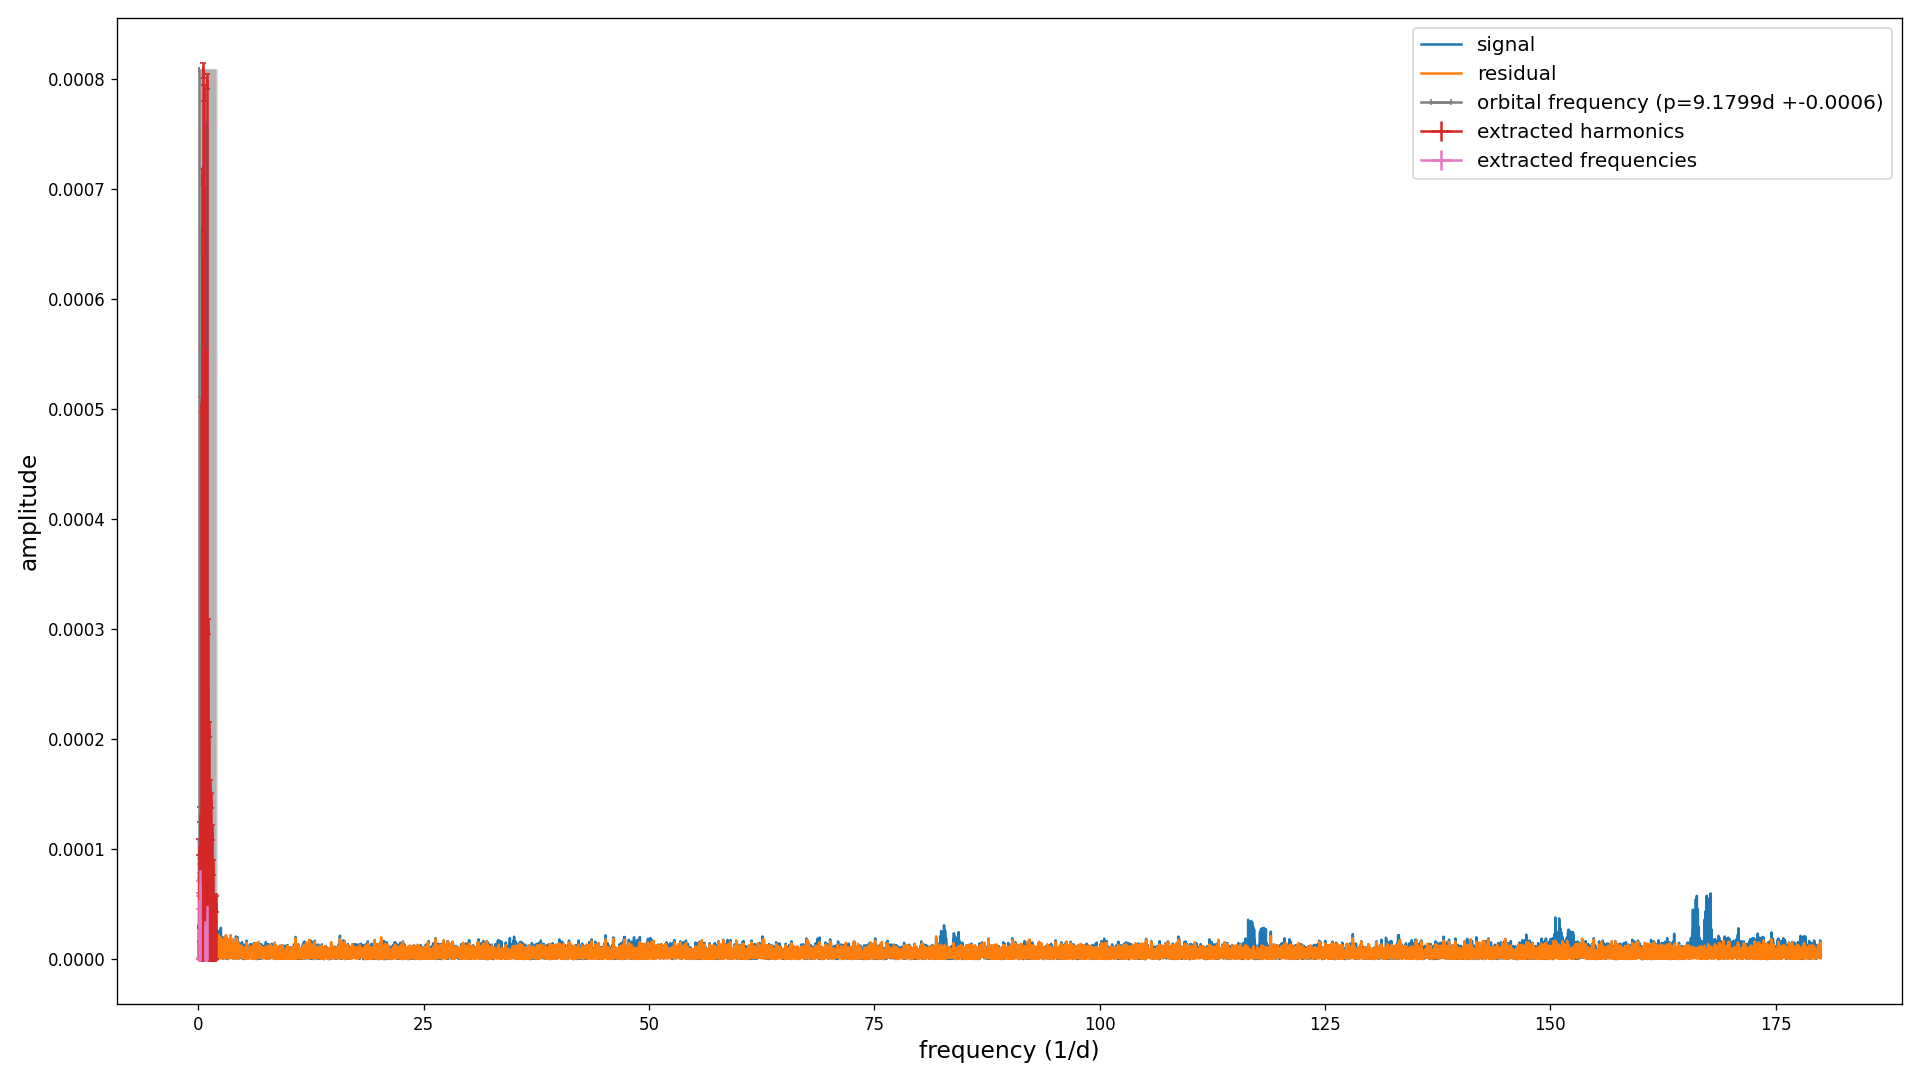 signal
residual
orbital frequency (p=9.1799d +-0.0006)
extracted harmonics
extracted frequencies
0.0008
0.0007
0.0006
0.0005
0.0004
0.0003
0.0002
0.0001
0.0000
amplitude
0 25 50 75 100 125 150 175
frequency (1/d)